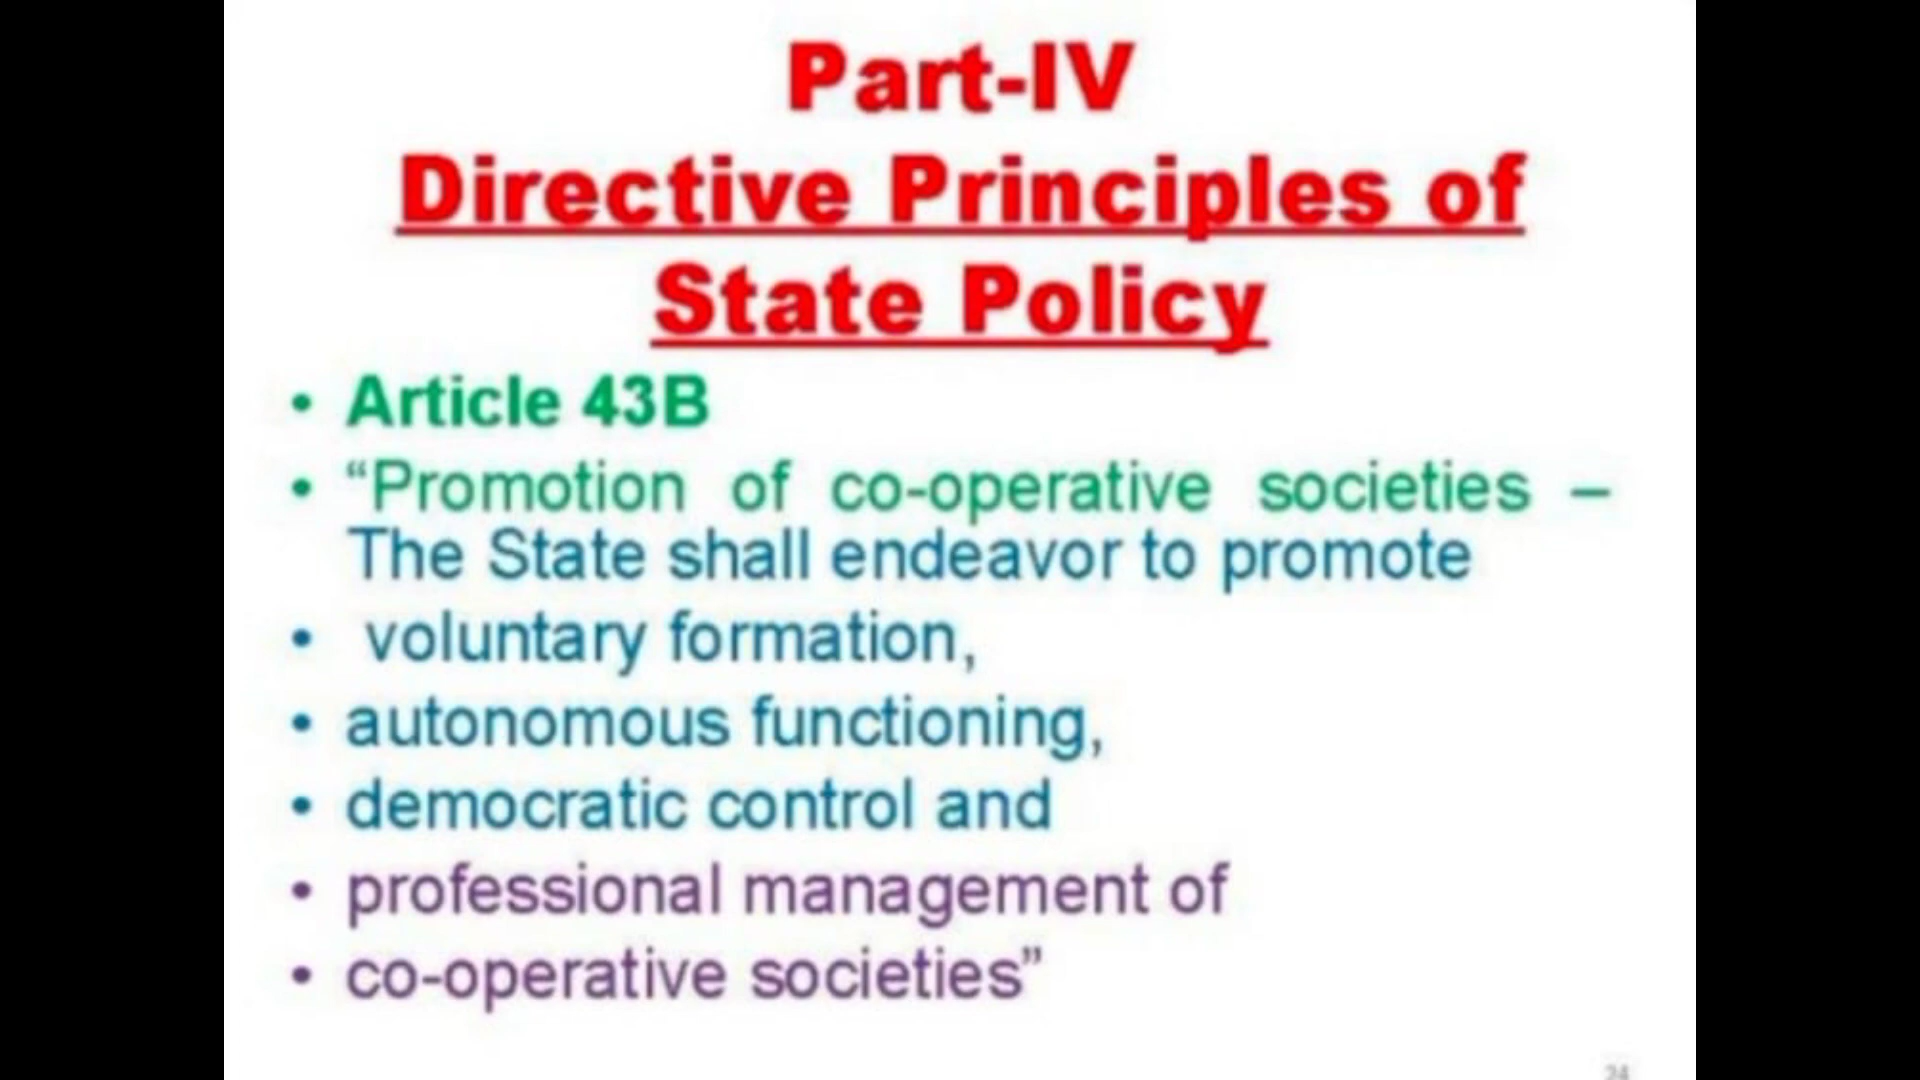 Part-IV
Directive Principles of
State Policy
• Article 43B
• “Promotion of co-operative societies –
The State shall endeavor to promote
• voluntary formation,
• autonomous functioning,
• democratic control and
• professional management of
• co-operative societies”
24